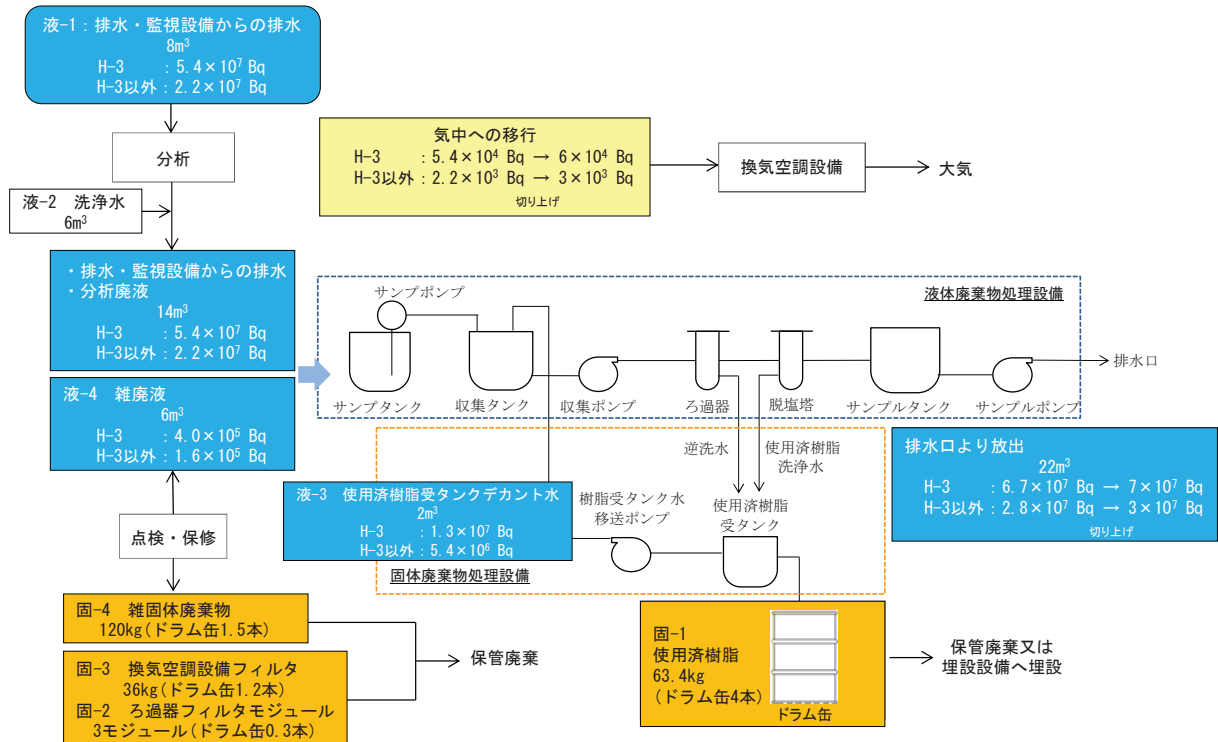 液-1：排水・監視設備からの排水
8m³
H-3　　：5.4×10⁷ Bq
H-3以外：2.2×10⁷ Bq
分析
液-2　洗浄水
6m³
・排水・監視設備からの排水
・分析廃液
14m³
H-3　　：5.4×10⁷ Bq
H-3以外：2.2×10⁷ Bq
液-4　雑廃液
6m³
H-3　　：4.0×10⁵ Bq
H-3以外：1.6×10⁵ Bq
点検・保修
固-4　雑固体廃棄物
120kg(ドラム缶1.5本)
固-3　換気空調設備フィルタ
36kg(ドラム缶1.2本)
固-2　ろ過器フィルタモジュール
3モジュール(ドラム缶0.3本)
保管廃棄
気中への移行
H-3　　：5.4×10⁴ Bq → 6×10⁴ Bq
H-3以外：2.2×10³ Bq → 3×10³ Bq
切り上げ
換気空調設備
大気
液体廃棄物処理設備
サンプポンプ
サンプタンク
収集タンク
収集ポンプ
ろ過器
脱塩塔
サンプルタンク
サンプルポンプ
排水口
逆洗水
使用済樹脂
洗浄水
液-3　使用済樹脂受タンクデカント水
2m³
H-3　　：1.3×10⁷ Bq
H-3以外：5.4×10⁶ Bq
樹脂受タンク水
移送ポンプ
使用済樹脂
受タンク
固体廃棄物処理設備
排水口より放出
22m³
H-3　　：6.7×10⁷ Bq → 7×10⁷ Bq
H-3以外：2.8×10⁷ Bq → 3×10⁷ Bq
切り上げ
固-1
使用済樹脂
63.4kg
(ドラム缶4本)
ドラム缶
保管廃棄又は
埋設設備へ埋設